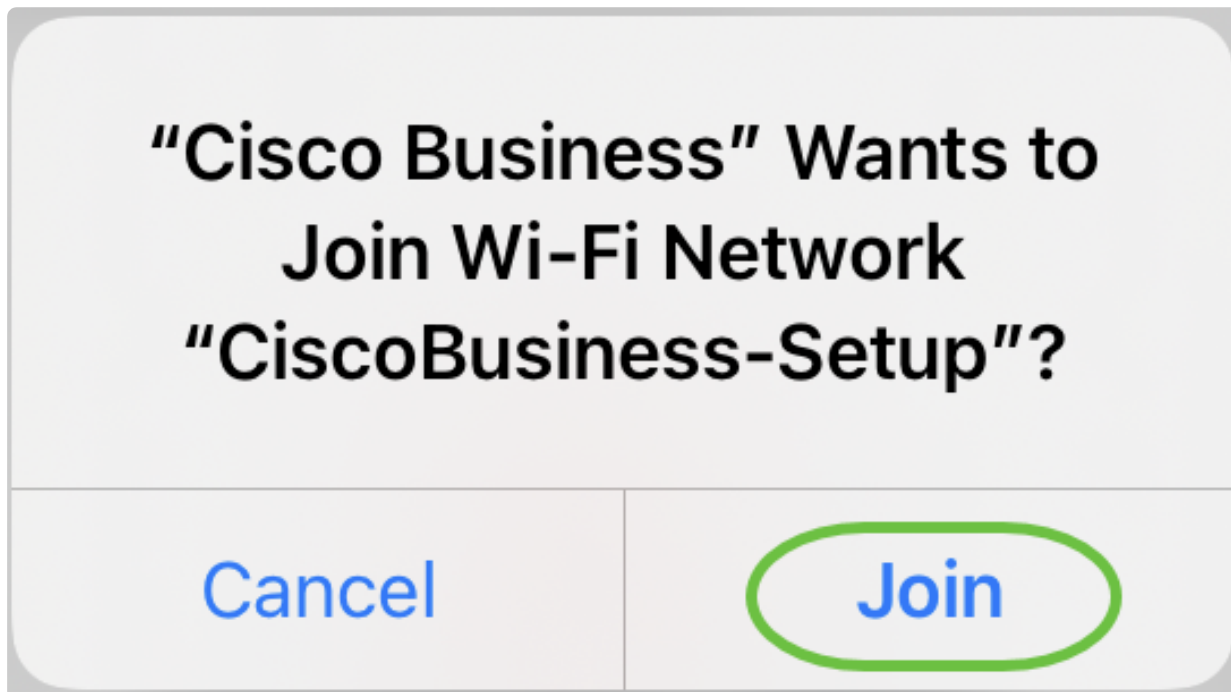 “Cisco Business” Wants to
Join Wi-Fi Network
“CiscoBusiness-Setup”?
Cancel
Join